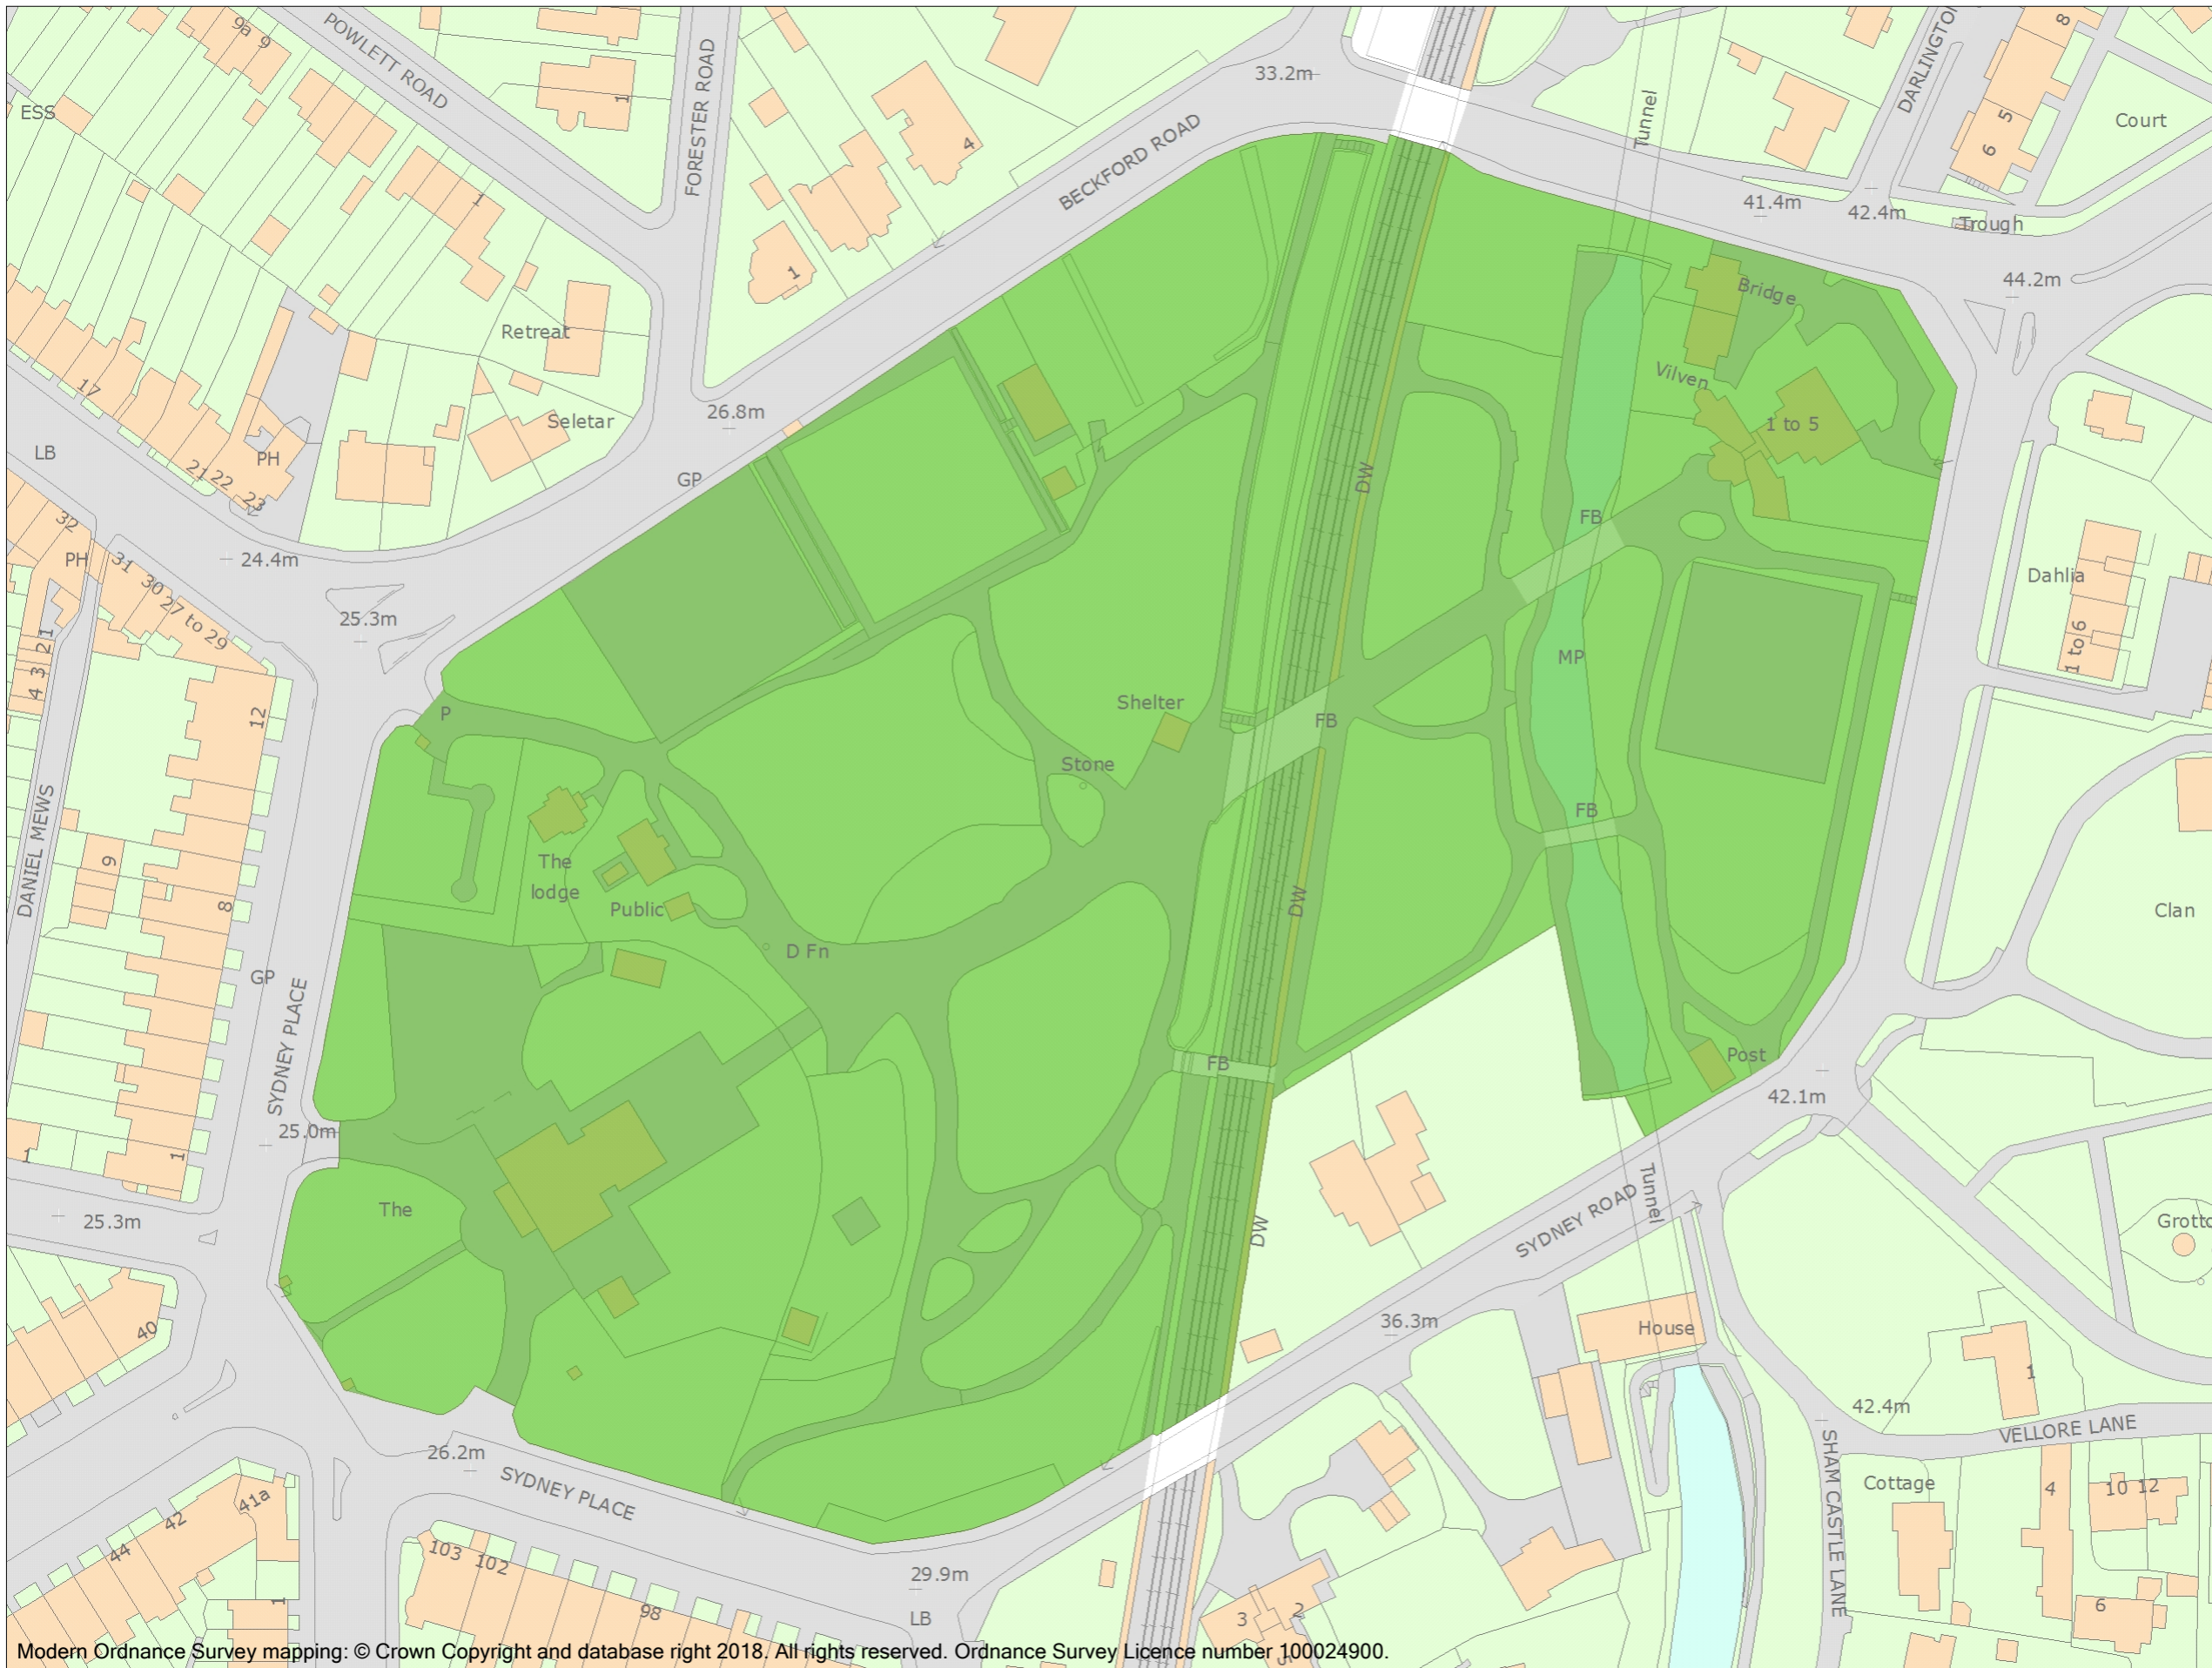 9a 9
POWLETT ROAD
ESS
FORESTER ROAD
1
33.2m
BECKFORD ROAD
4
Tunnel
8
5
6
Court
41.4m
42.4m
Trough
44.2m
1
1
Retreat
Seletar
26.8m
GP
17
LB
21
22
23
PH
24.4m
25.3m
Bridge
Vilven
1 to 5
DW
FB
MP
Dahlia
1 to 6
32
PH
31
30
27 to 29
21
3
4
12
P
Shelter
FB
Stone
FB
DANIEL MEWS
9
8
The
lodge
Public
D Fn
DW
Clan
GP
SYDNEY PLACE
FB
Post
42.1m
25.0m
1
1
The
25.3m
DW
Tunnel
SYDNEY ROAD
Grotto
40
36.3m
House
1
42.4m
VELLORE LANE
26.2m
SYDNEY PLACE
SHAM CASTLE LANE
Cottage
4
10
12
41a
42
44
103
102
98
1
29.9m
LB
3
2
6
Modern Ordnance Survey mapping: © Crown Copyright and database right 2018. All rights reserved. Ordnance Survey Licence number 100024900.